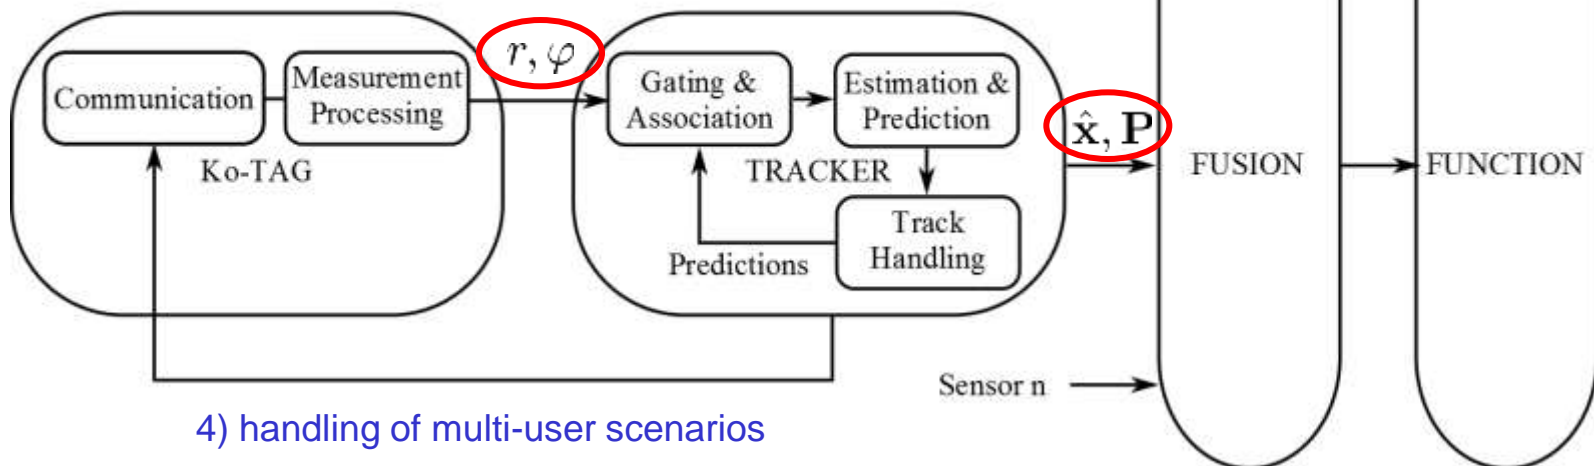 Communication
Measurement
Processing
Ko-TAG
r, φ
Gating &
Association
Estimation &
Prediction
TRACKER
Track
Handling
Predictions
x̂, P
FUSION
FUNCTION
Sensor n
4) handling of multi-user scenarios